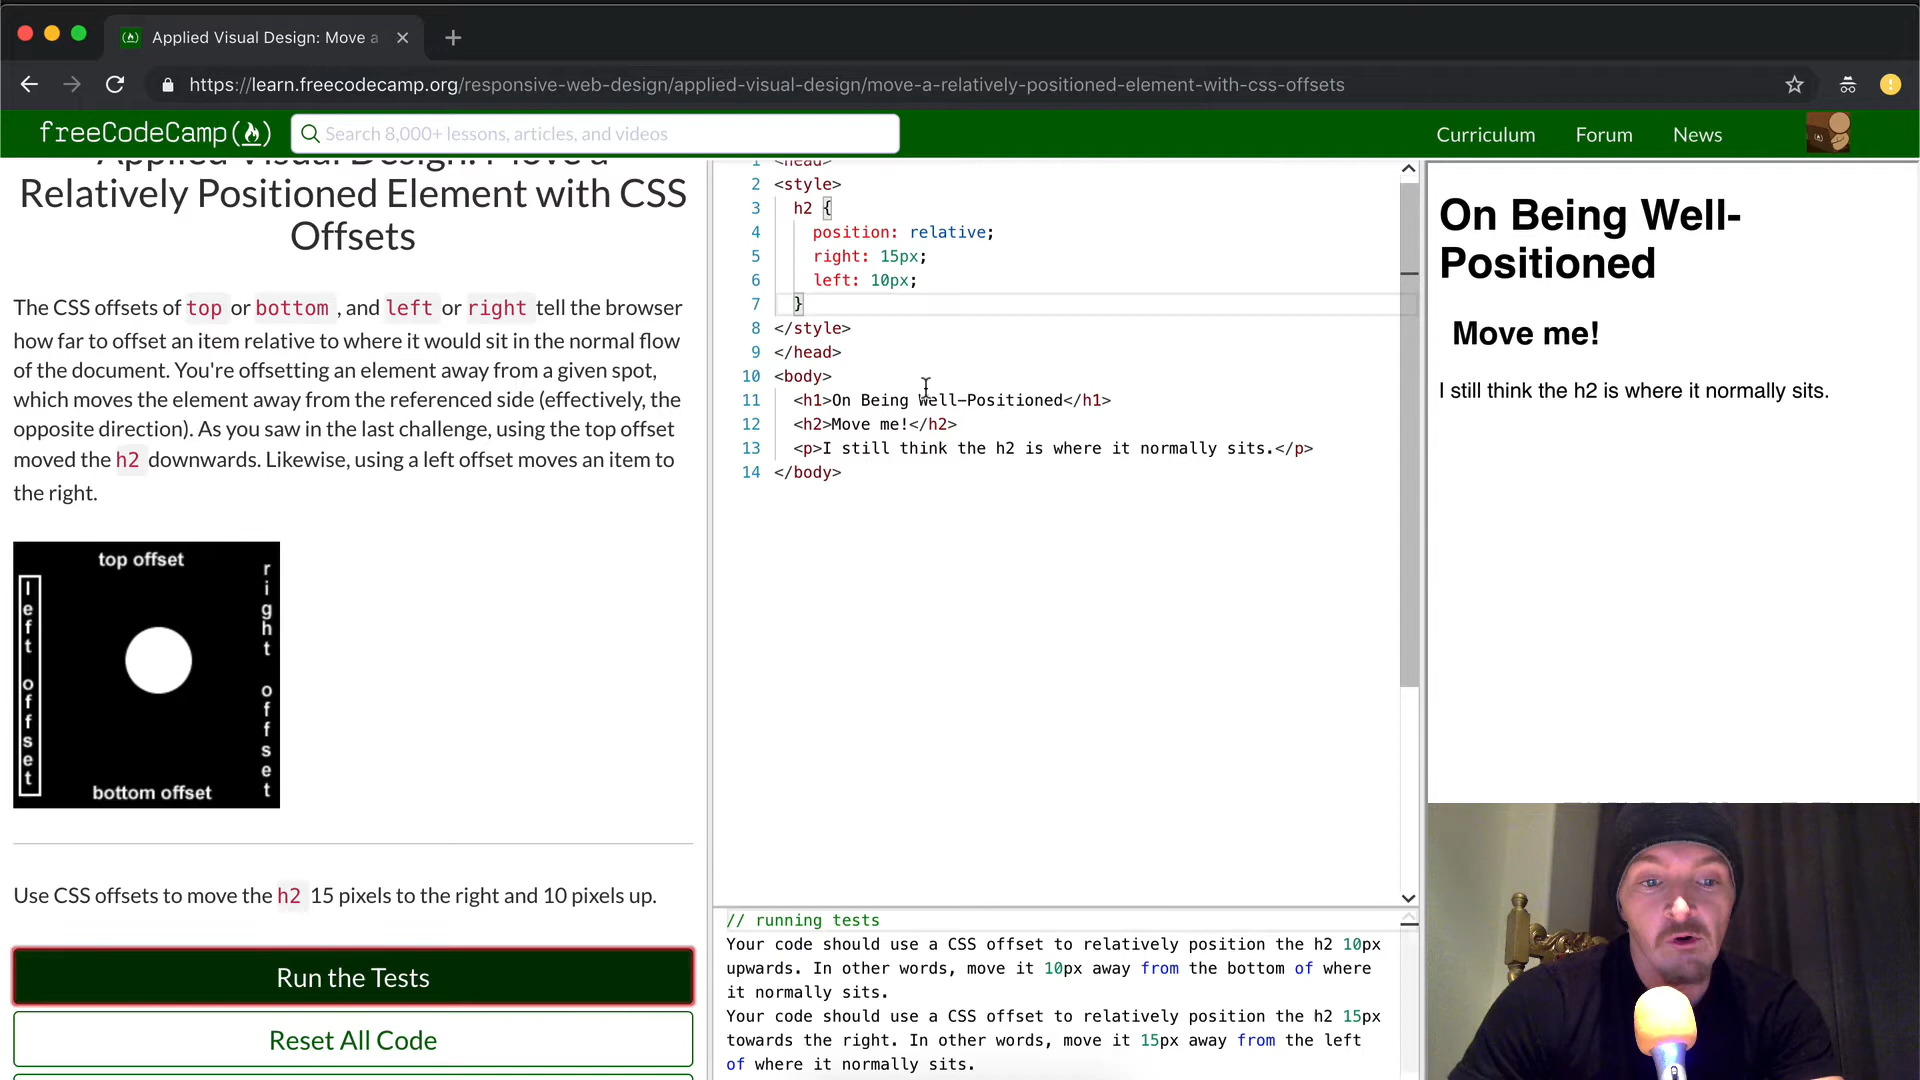 Applied Visual Design: Move a
https://learn.freecodecamp.org/responsive-web-design/applied-visual-design/move-a-relatively-positioned-element-with-css-offsets
freeCodeCamp
Search 8,000+ lessons, articles, and videos
Curriculum
Forum
News
Applied Visual Design: Move a
Relatively Positioned Element with CSS
Offsets
The CSS offsets of top or bottom , and left or right tell the browser
how far to offset an item relative to where it would sit in the normal flow
of the document. You're offsetting an element away from a given spot,
which moves the element away from the referenced side (effectively, the
opposite direction). As you saw in the last challenge, using the top offset
moved the h2 downwards. Likewise, using a left offset moves an item to
the right.
top offset
left offset
right offset
bottom offset
Use CSS offsets to move the h2 15 pixels to the right and 10 pixels up.
Run the Tests
Reset All Code
1 <head>
2 <style>
3 h2 {
4 position: relative;
5 right: 15px;
6 left: 10px;
7 }
8 </style>
9 </head>
10 <body>
11 <h1>On Being Well-Positioned</h1>
12 <h2>Move me!</h2>
13 <p>I still think the h2 is where it normally sits.</p>
14 </body>
// running tests
Your code should use a CSS offset to relatively position the h2 10px
upwards. In other words, move it 10px away from the bottom of where
it normally sits.
Your code should use a CSS offset to relatively position the h2 15px
towards the right. In other words, move it 15px away from the left
of where it normally sits.
On Being Well-
Positioned
Move me!
I still think the h2 is where it normally sits.